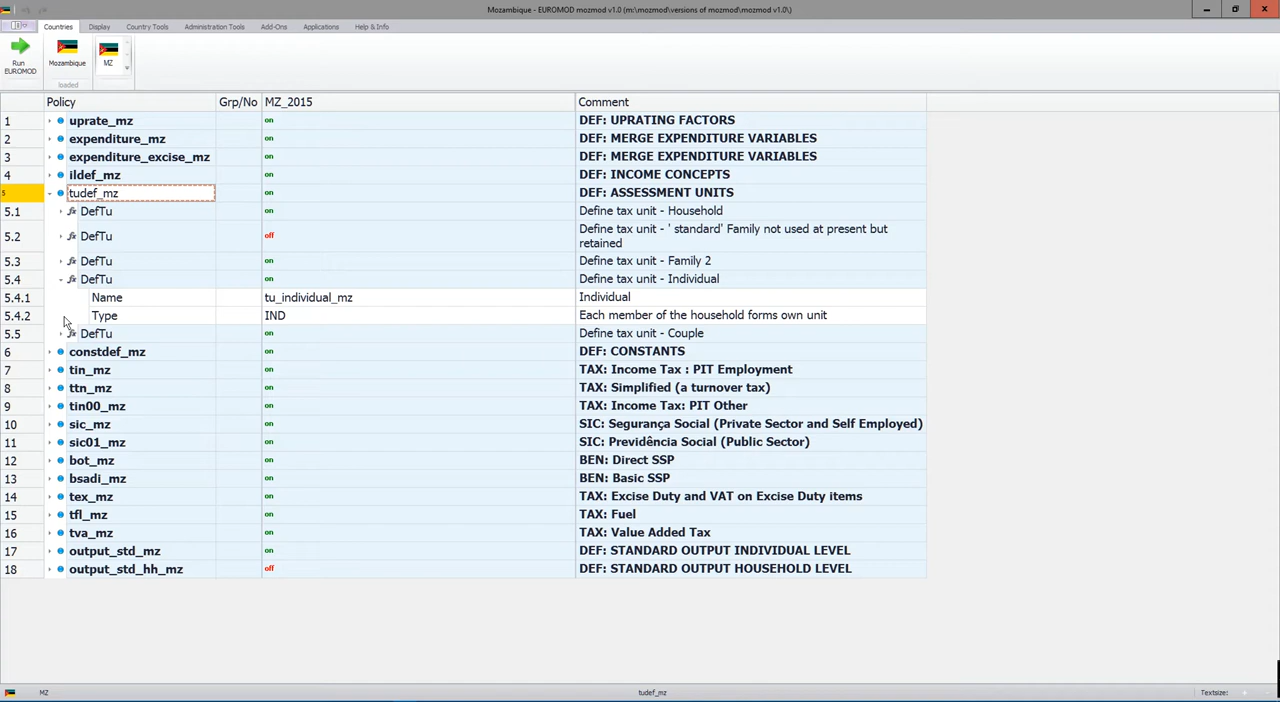 Mozambique - EUROMOD mozmod v1.0 (m:\mozmod\versions of mozmod\mozmod v1.0\)
Countries Display Country Tools Administration Tools Add-Ons Applications Help & Info
Run EUROMOD
Mozambique
MZ
loaded
Policy Grp/No MZ_2015 Comment
1 uprate_mz on DEF: UPRATING FACTORS
2 expenditure_mz on DEF: MERGE EXPENDITURE VARIABLES
3 expenditure_excise_mz on DEF: MERGE EXPENDITURE VARIABLES
4 ildef_mz on DEF: INCOME CONCEPTS
5 tudef_mz on DEF: ASSESSMENT UNITS
5.1 fx DefTu on Define tax unit - Household
5.2 fx DefTu off Define tax unit - ' standard' Family not used at present but
retained
5.3 fx DefTu on Define tax unit - Family 2
5.4 fx DefTu on Define tax unit - Individual
5.4.1 Name tu_individual_mz Individual
5.4.2 Type IND Each member of the household forms own unit
5.5 fx DefTu on Define tax unit - Couple
6 constdef_mz on DEF: CONSTANTS
7 tin_mz on TAX: Income Tax : PIT Employment
8 ttn_mz on TAX: Simplified (a turnover tax)
9 tin00_mz on TAX: Income Tax: PIT Other
10 sic_mz on SIC: Segurança Social (Private Sector and Self Employed)
11 sic01_mz on SIC: Previdência Social (Public Sector)
12 bot_mz on BEN: Direct SSP
13 bsadi_mz on BEN: Basic SSP
14 tex_mz on TAX: Excise Duty and VAT on Excise Duty items
15 tfl_mz on TAX: Fuel
16 tva_mz on TAX: Value Added Tax
17 output_std_mz on DEF: STANDARD OUTPUT INDIVIDUAL LEVEL
18 output_std_hh_mz off DEF: STANDARD OUTPUT HOUSEHOLD LEVEL
MZ tudef_mz Textsize: